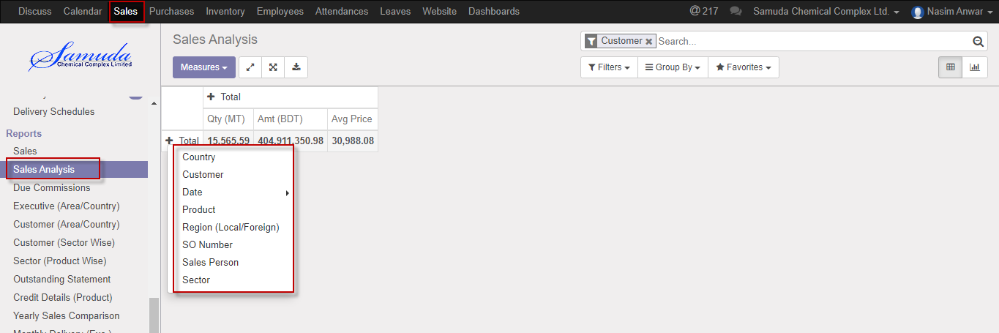 Discuss Calendar Sales Purchases Inventory Employees Attendances Leaves Website Dashboards @ 217 Samuda Chemical Complex Ltd. Nasim Anwar
Samuda
Chemical Complex Limited
Sales Analysis
Customer Search...
Measures
Filters Group By Favorites
Delivery Schedules
Reports
Sales
Sales Analysis
Due Commissions
Executive (Area/Country)
Customer (Area/Country)
Customer (Sector Wise)
Sector (Product Wise)
Outstanding Statement
Credit Details (Product)
Yearly Sales Comparison
Total
Qty (MT) Amt (BDT) Avg Price
Total 15,565.59 404,911,350.98 30,988.08
Country
Customer
Date
Product
Region (Local/Foreign)
SO Number
Sales Person
Sector